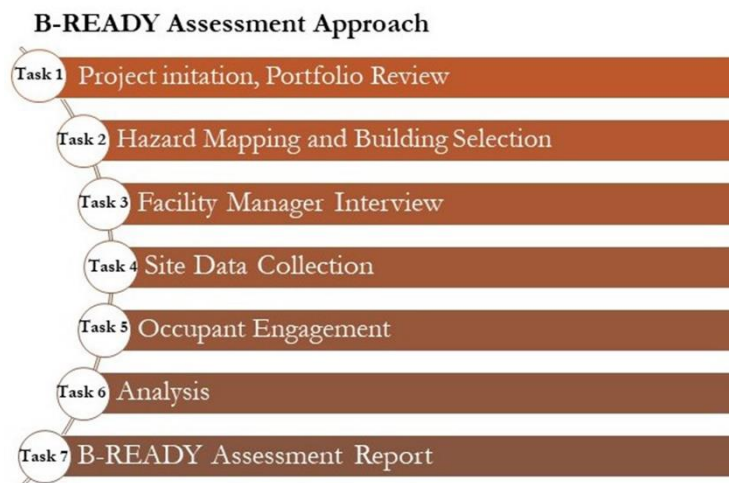 B-READY Assessment Approach
Task 1 Project initation, Portfolio Review
Task 2 Hazard Mapping and Building Selection
Task 3 Facility Manager Interview
Task 4 Site Data Collection
Task 5 Occupant Engagement
Task 6 Analysis
Task 7 B-READY Assessment Report